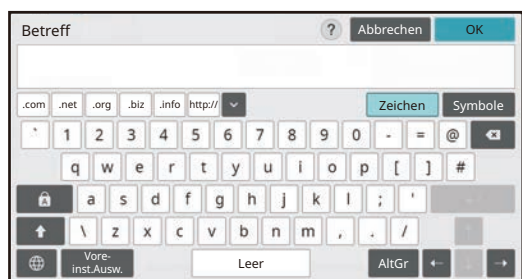 Betreff ? Abbrechen OK
.com .net .org .biz .info http:// Zeichen Symbole
` 1 2 3 4 5 6 7 8 9 0 - = @
q w e r t y u i o p [ ] #
A a s d f g h j k l ; '
\ z x c v b n m , . /
Vore-
inst.Ausw. Leer AltGr ← →